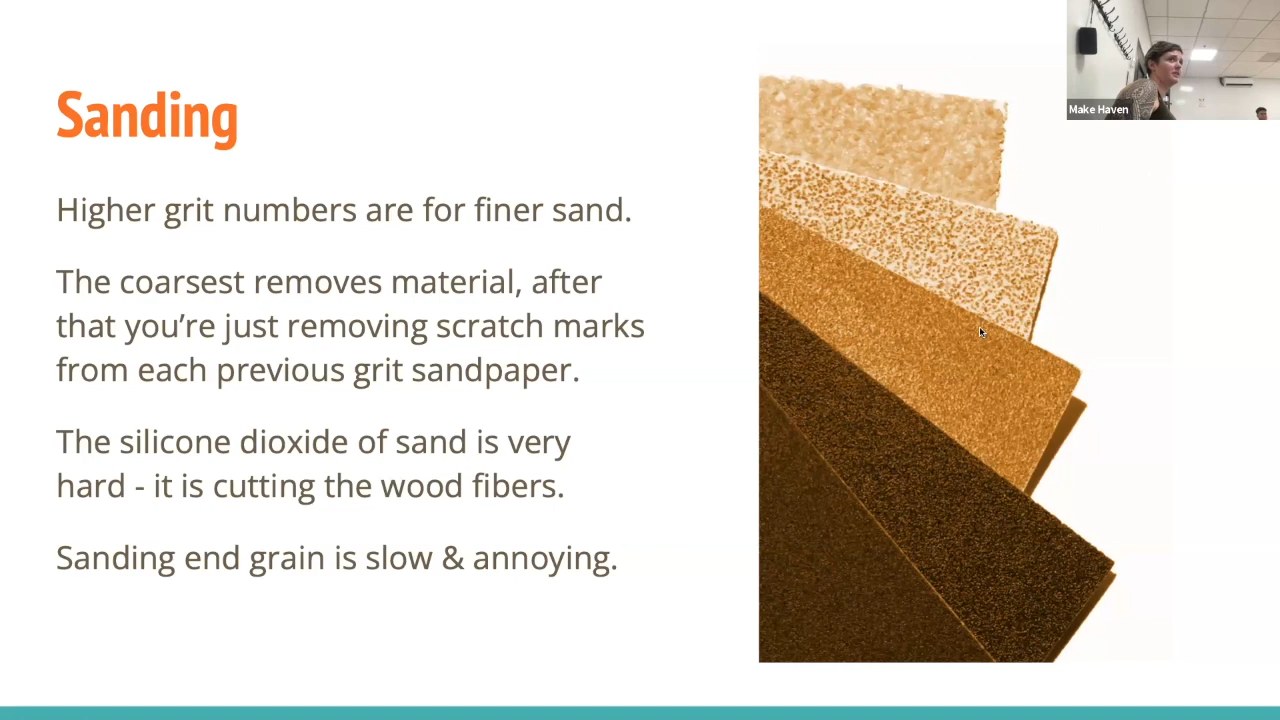 Sanding
Higher grit numbers are for finer sand.
The coarsest removes material, after
that you’re just removing scratch marks
from each previous grit sandpaper.
The silicone dioxide of sand is very
hard - it is cutting the wood fibers.
Sanding end grain is slow & annoying.
Make Haven